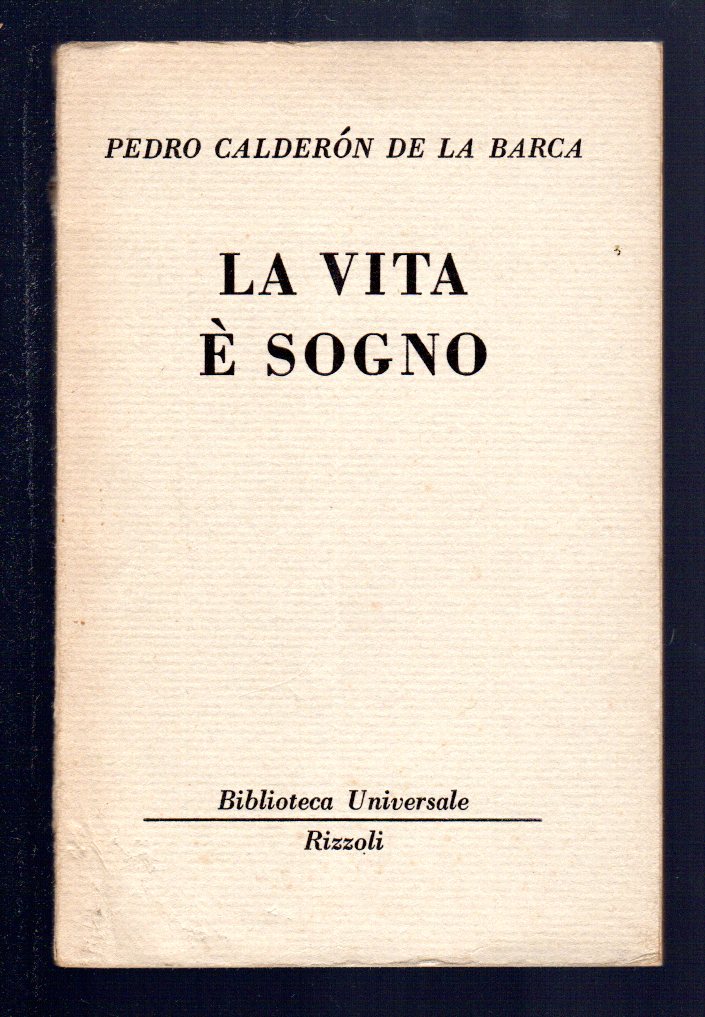 PEDRO CALDERÓN DE LA BARCA
LA VITA
È SOGNO
Biblioteca Universale
Rizzoli